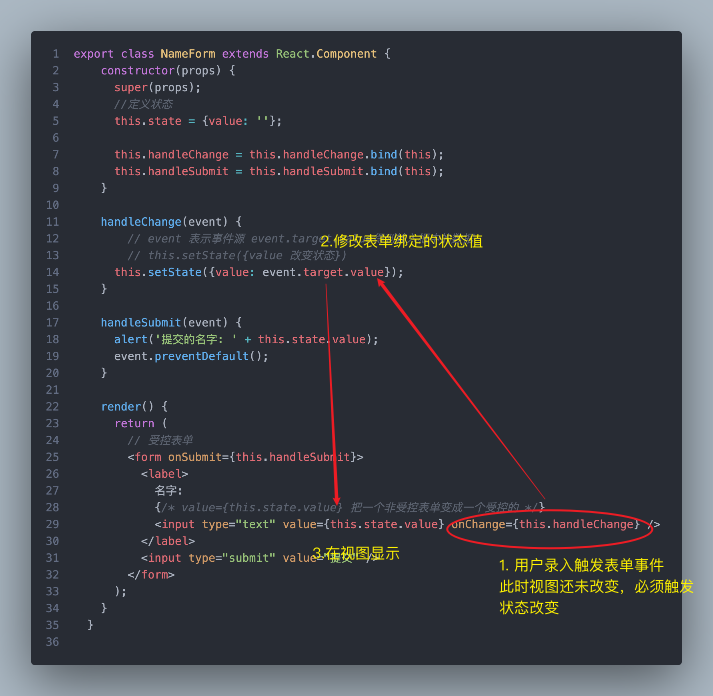 1 export class NameForm extends React.Component {
2 constructor(props) {
3 super(props);
4 //定义状态
5 this.state = {value: ''};
6
7 this.handleChange = this.handleChange.bind(this);
8 this.handleSubmit = this.handleSubmit.bind(this);
9 }
10
11 handleChange(event) {
12 // event 表示事件源 event.target
2.修改表单绑定的状态值
13 // this.setState({value 改变状态})
14 this.setState({value: event.target.value});
15 }
16
17 handleSubmit(event) {
18 alert('提交的名字: ' + this.state.value);
19 event.preventDefault();
20 }
21
22 render() {
23 return (
24 // 受控表单
25 <form onSubmit={this.handleSubmit}>
26 <label>
27 名字:
28 {/* value={this.state.value} 把一个非受控表单变成一个受控的 */}
29 <input type="text" value={this.state.value} onChange={this.handleChange} />
30 </label>
3.在视图显示
31 <input type="submit" value="提交" />
32 </form>
33 );
34 }
35 }
36
1. 用户录入触发表单事件
此时视图还未改变，必须触发
状态改变